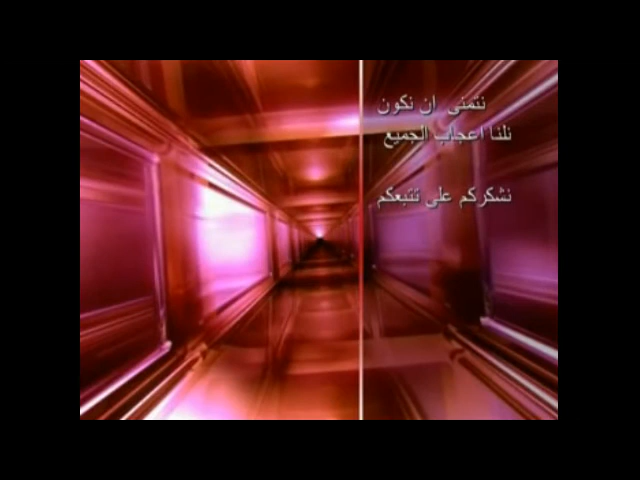 نتمنى ان نكون
نلنا اعجاب الجميع
نشكركم على تتبعكم